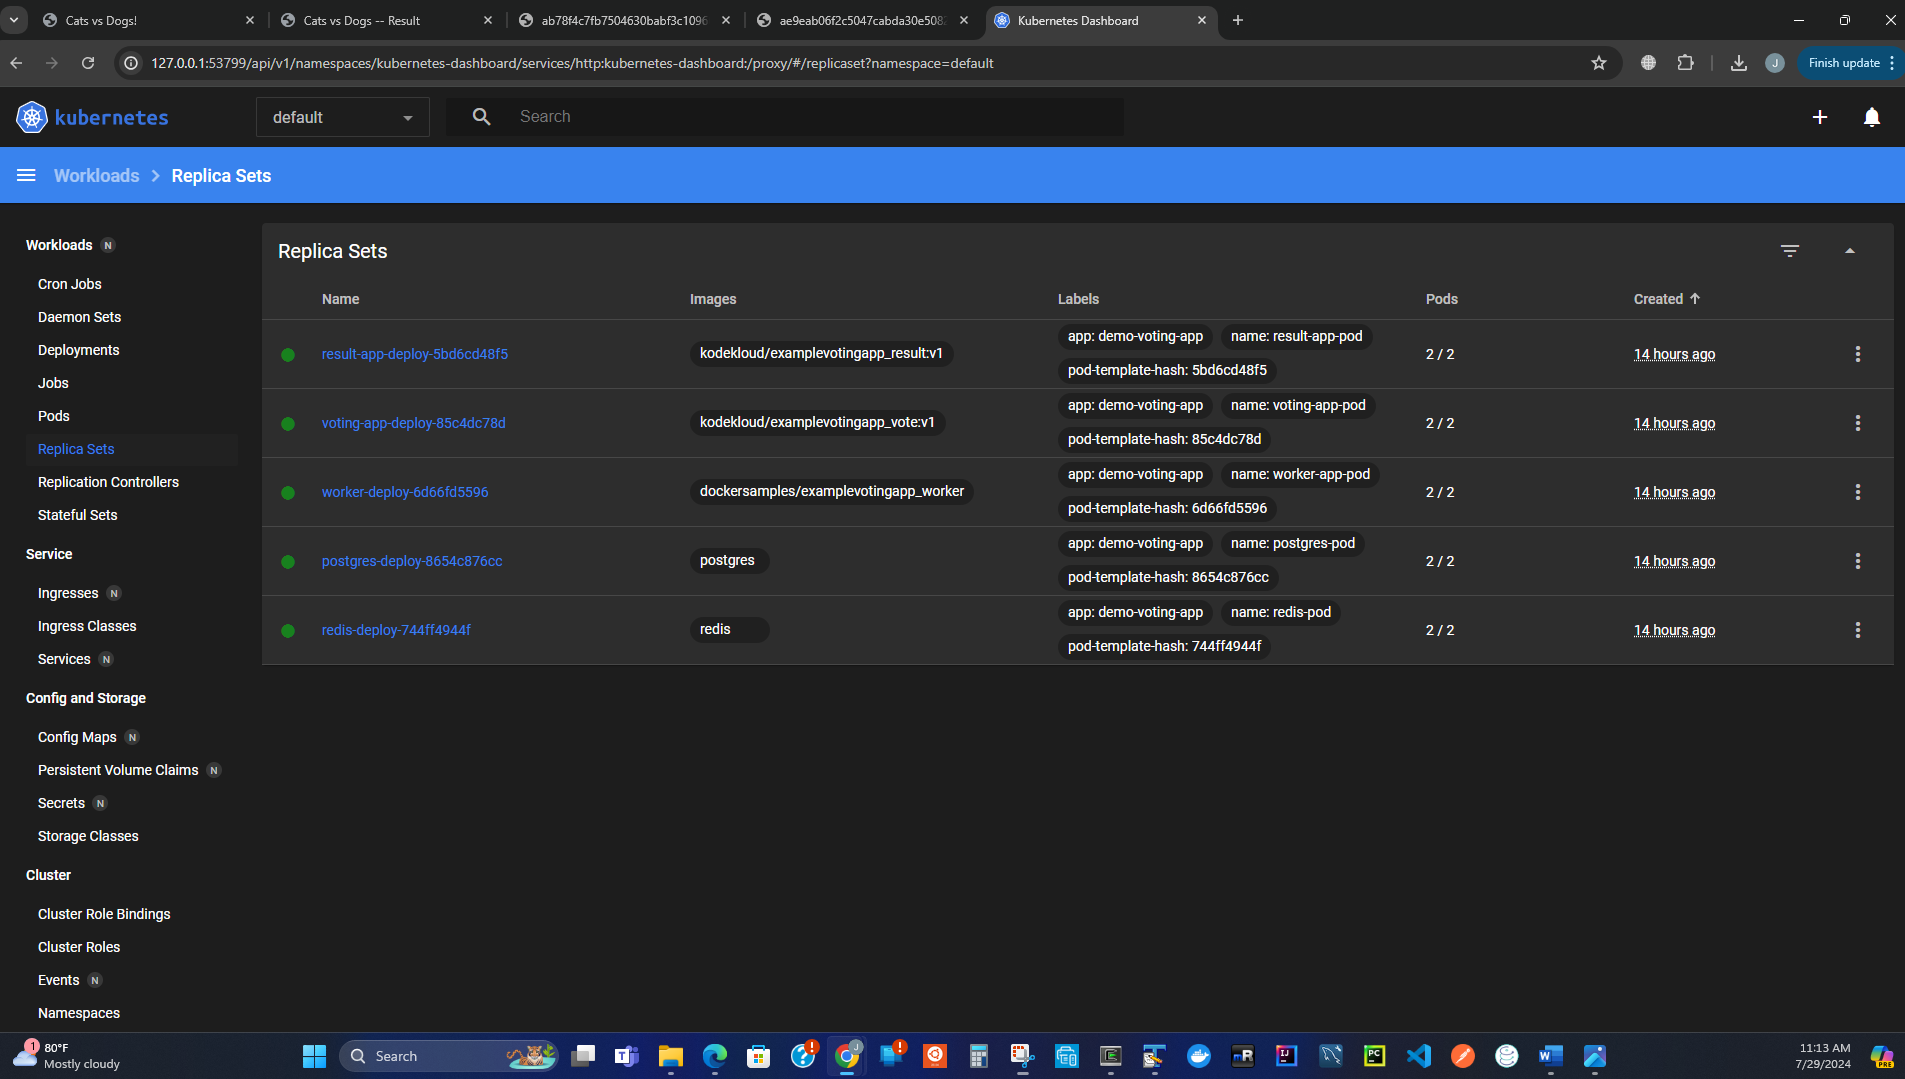 Cats vs Dogs!
Cats vs Dogs -- Result
ab78f4c7fb7504630babf3c1096
ae9eab06f2c5047cabda30e5082
Kubernetes Dashboard
127.0.0.1:53799/api/v1/namespaces/kubernetes-dashboard/services/http:kubernetes-dashboard:/proxy/#/replicaset?namespace=default
J
Finish update
kubernetes
default
Search
Workloads
Replica Sets
Workloads N
Cron Jobs
Daemon Sets
Deployments
Jobs
Pods
Replica Sets
Replication Controllers
Stateful Sets
Service
Ingresses N
Ingress Classes
Services N
Config and Storage
Config Maps N
Persistent Volume Claims N
Secrets N
Storage Classes
Cluster
Cluster Role Bindings
Cluster Roles
Events N
Namespaces
Replica Sets
Name Images Labels Pods Created
result-app-deploy-5bd6cd48f5 kodekloud/examplevotingapp_result:v1 app: demo-voting-app name: result-app-pod 2 / 2 14 hours ago
pod-template-hash: 5bd6cd48f5
voting-app-deploy-85c4dc78d kodekloud/examplevotingapp_vote:v1 app: demo-voting-app name: voting-app-pod 2 / 2 14 hours ago
pod-template-hash: 85c4dc78d
worker-deploy-6d66fd5596 dockersamples/examplevotingapp_worker app: demo-voting-app name: worker-app-pod 2 / 2 14 hours ago
pod-template-hash: 6d66fd5596
postgres-deploy-8654c876cc postgres app: demo-voting-app name: postgres-pod 2 / 2 14 hours ago
pod-template-hash: 8654c876cc
redis-deploy-744ff4944f redis app: demo-voting-app name: redis-pod 2 / 2 14 hours ago
pod-template-hash: 744ff4944f
1
80°F
Mostly cloudy
Search
J
mR
IJ
PC
W
11:13 AM
7/29/2024
PRE